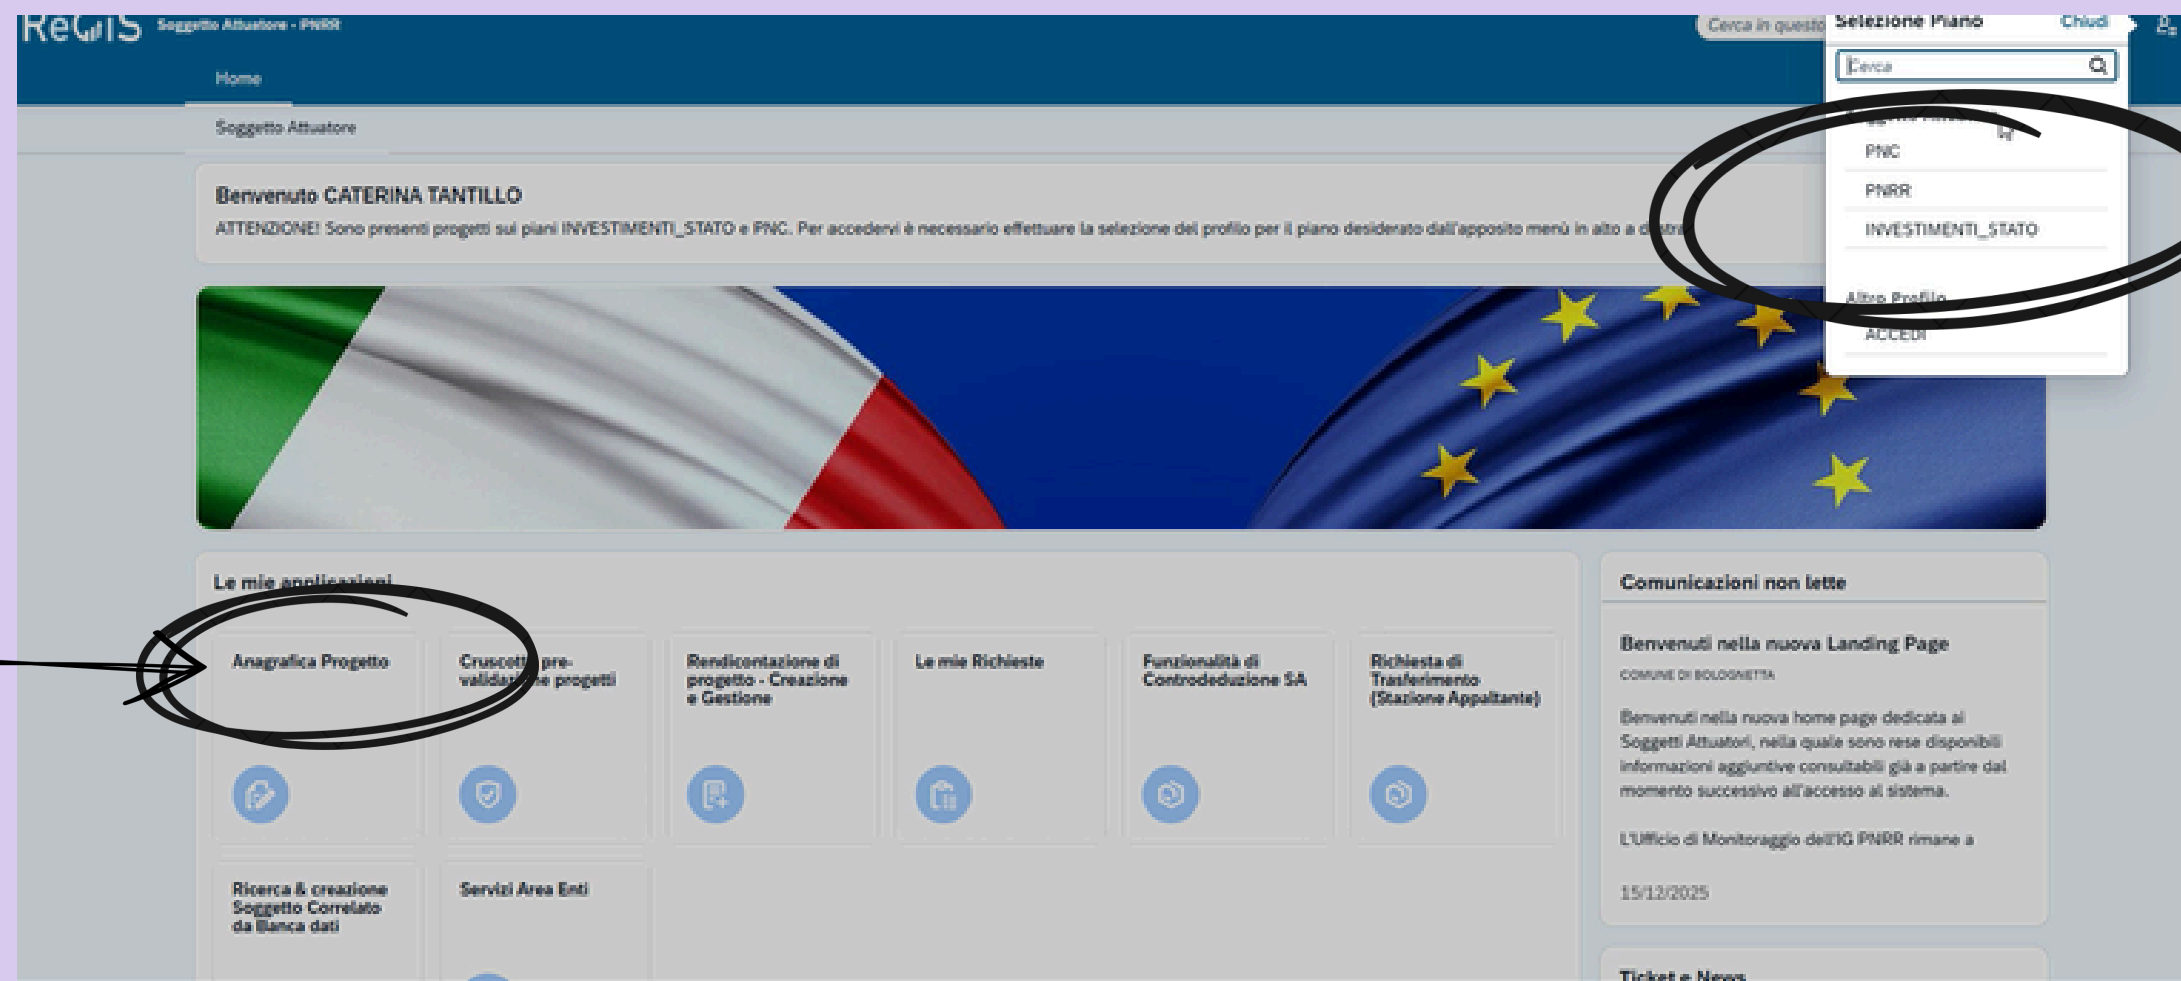 ReGiS Soggetto Attuatore - PNRR
Cerca in questo
Selezione Piano Chiudi
Cerca
Home
Soggetto Attuatore
PNC
PNRR
INVESTIMENTI_STATO
Altro Profilo
ACCEDI
Benvenuto CATERINA TANTILLO
ATTENZIONE! Sono presenti progetti sui piani INVESTIMENTI_STATO e PNC. Per accedervi è necessario effettuare la selezione del profilo per il piano desiderato dall'apposito menù in alto a destra
Le mie applicazioni
Anagrafica Progetto
Cruscotto pre-
validazione progetti
Rendicontazione di
progetto - Creazione
e Gestione
Le mie Richieste
Funzionalità di
Controdeduzione SA
Richiesta di
Trasferimento
(Stazione Appaltante)
Ricerca & creazione
Soggetto Correlato
da Banca dati
Servizi Area Enti
Comunicazioni non lette
Benvenuti nella nuova Landing Page
COMUNE DI BOLOGNETTA
Benvenuti nella nuova home page dedicata ai
Soggetti Attuatori, nella quale sono rese disponibili
informazioni aggiuntive consultabili già a partire dal
momento successivo all'accesso al sistema.
L'Ufficio di Monitoraggio dell'IG PNRR rimane a
15/12/2025
Ticket e News